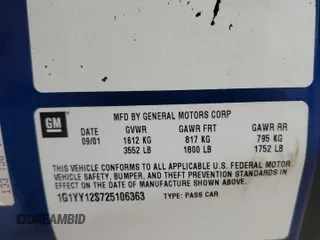 MFD BY GENERAL MOTORS CORP
GM
DATE GVWR GAWR FRT GAWR RR
09/01 1612 KG 817 KG 795 KG
3552 LB 1800 LB 1752 LB
THIS VEHICLE CONFORMS TO ALL APPLICABLE U.S. FEDERAL MOTOR
VEHICLE SAFETY, BUMPER, AND THEFT PREVENTION STANDARDS IN
EFFECT ON THE DATE OF MANUFACTURE SHOWN ABOVE.
1G1YY12S725106363 TYPE: PASS CAR